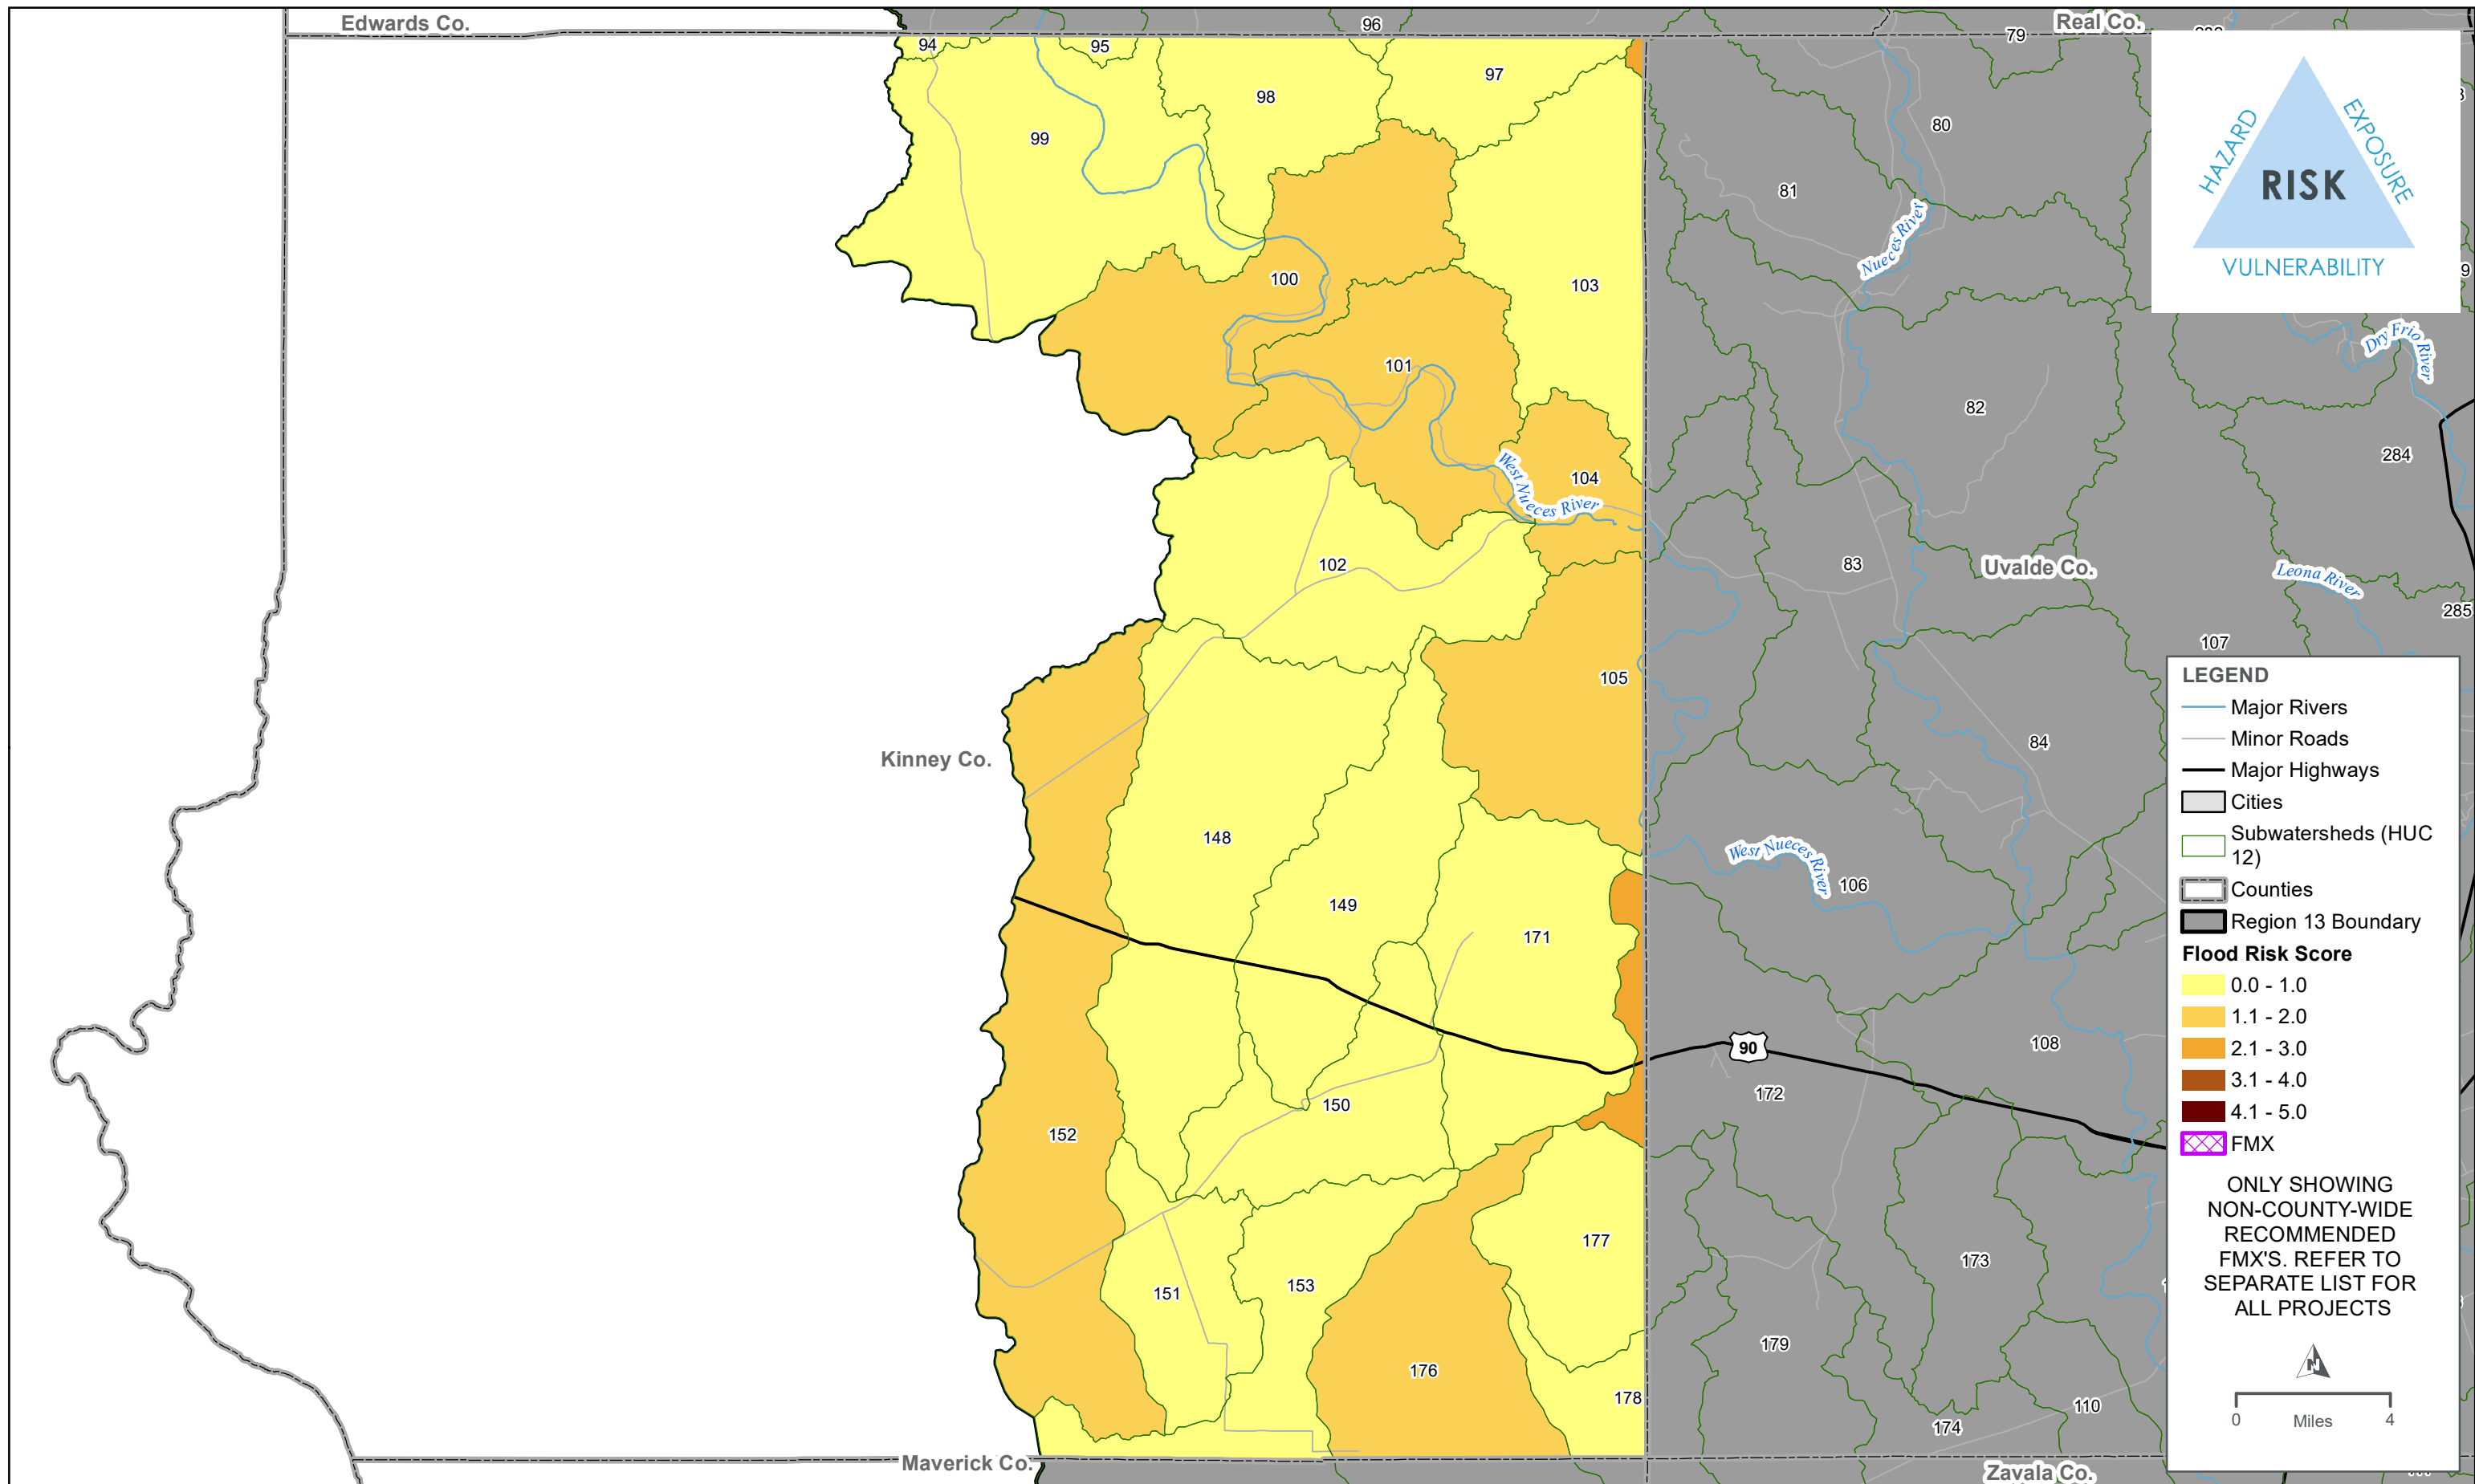 Edwards Co.
96
Real Co.
94
95
79
98
97
80
99
81
HAZARD
EXPOSURE
RISK
VULNERABILITY
Nueces River
100
103
Dry Frio River
101
82
284
104
West Nueces River
102
83
Uvalde Co.
Leona River
285
107
105
Kinney Co.
84
148
149
West Nueces River
106
171
90
108
172
150
152
177
173
153
151
179
176
178
110
174
Maverick Co.
Zavala Co.
LEGEND
Major Rivers
Minor Roads
Major Highways
Cities
Subwatersheds (HUC
12)
Counties
Region 13 Boundary
Flood Risk Score
0.0 - 1.0
1.1 - 2.0
2.1 - 3.0
3.1 - 4.0
4.1 - 5.0
FMX
ONLY SHOWING
NON-COUNTY-WIDE
RECOMMENDED
FMX'S. REFER TO
SEPARATE LIST FOR
ALL PROJECTS
N
0 Miles 4